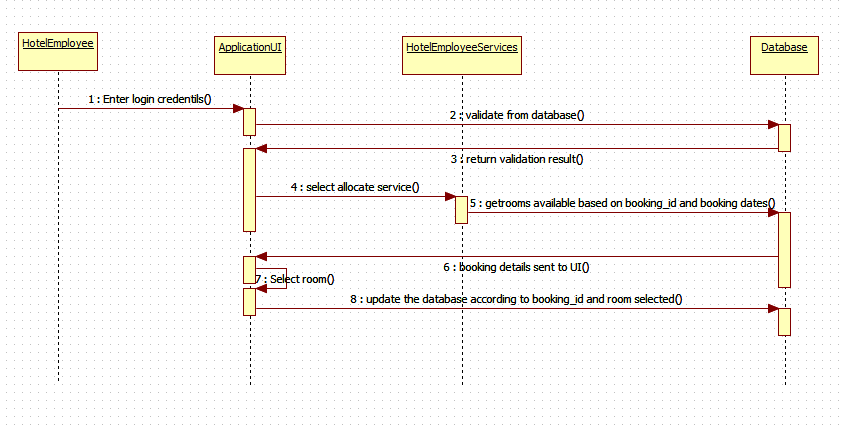 HotelEmployee
ApplicationUI
HotelEmployeeServices
Database
1 : Enter login credentils()
2 : validate from database()
3 : return validation result()
4 : select allocate service()
5 : getrooms available based on booking_id and booking dates()
6 : booking details sent to UI()
7 : Select room()
8 : update the database according to booking_id and room selected()